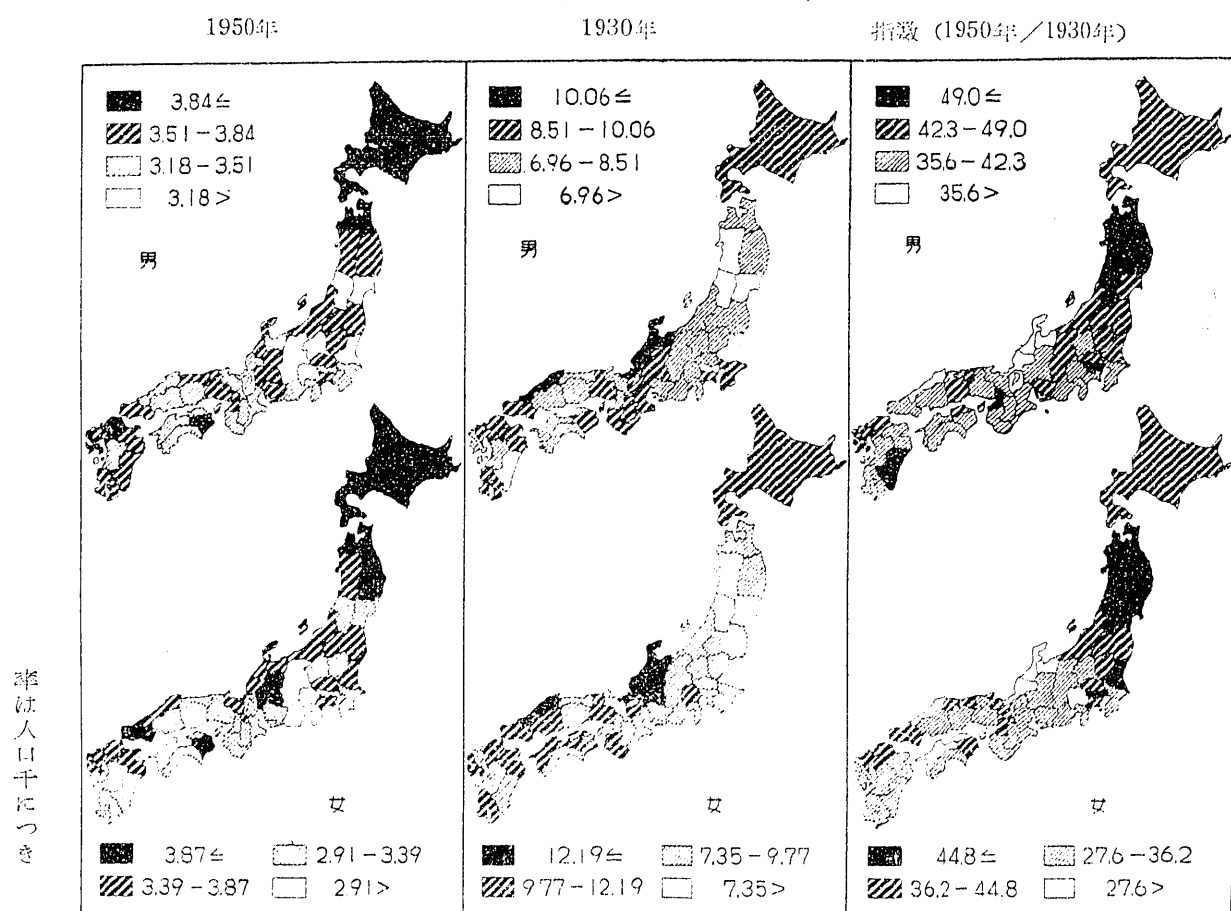 1950年
1930年
指数 (1950年/1930年)
3.84≦
3.51－3.84
3.18－3.51
3.18＞
男
10.06≦
8.51－10.06
6.96－8.51
6.96＞
男
49.0≦
42.3－49.0
35.6－42.3
35.6＞
男
女
3.87≦
2.91－3.39
3.39－3.87
2.91＞
女
12.19≦
7.35－9.77
9.77－12.19
7.35＞
女
44.8≦
27.6－36.2
36.2－44.8
27.6＞
率は人口千につき